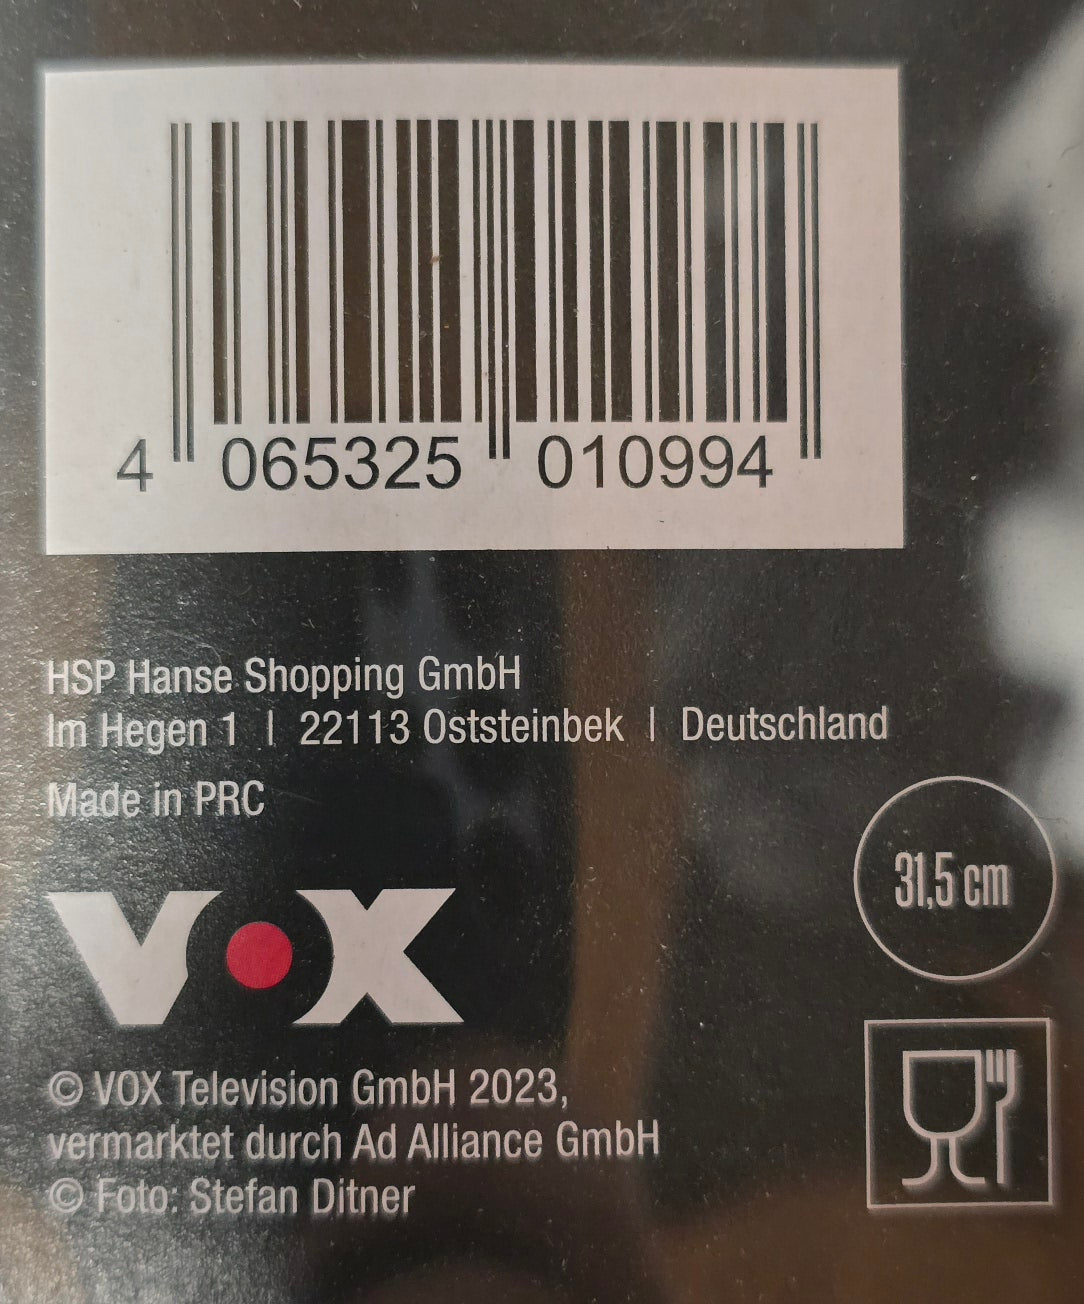 4 065325 010994
HSP Hanse Shopping GmbH
Im Hegen 1 | 22113 Oststeinbek | Deutschland
Made in PRC
31,5 cm
VOX
© VOX Television GmbH 2023,
vermarktet durch Ad Alliance GmbH
© Foto: Stefan Ditner